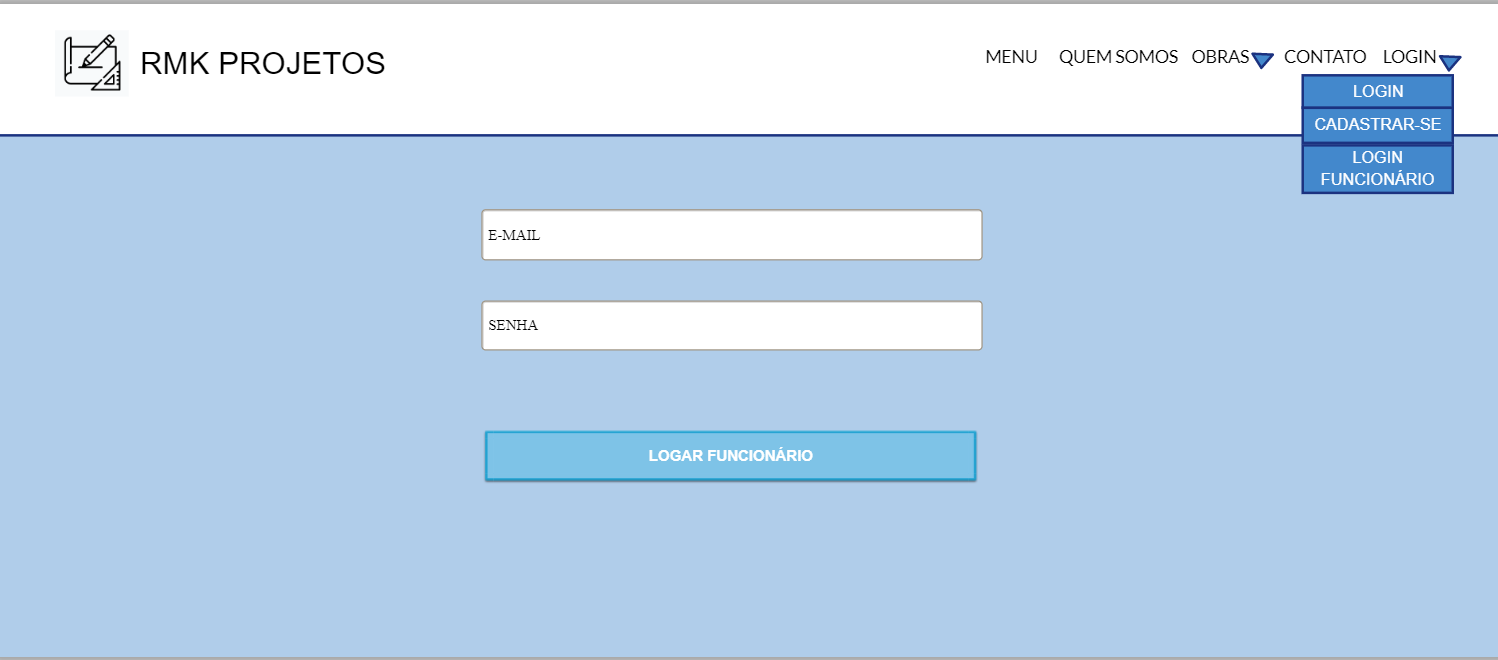 RMK PROJETOS
MENU QUEM SOMOS OBRAS CONTATO LOGIN
LOGIN
CADASTRAR-SE
LOGIN
FUNCIONÁRIO
E-MAIL
SENHA
LOGAR FUNCIONÁRIO